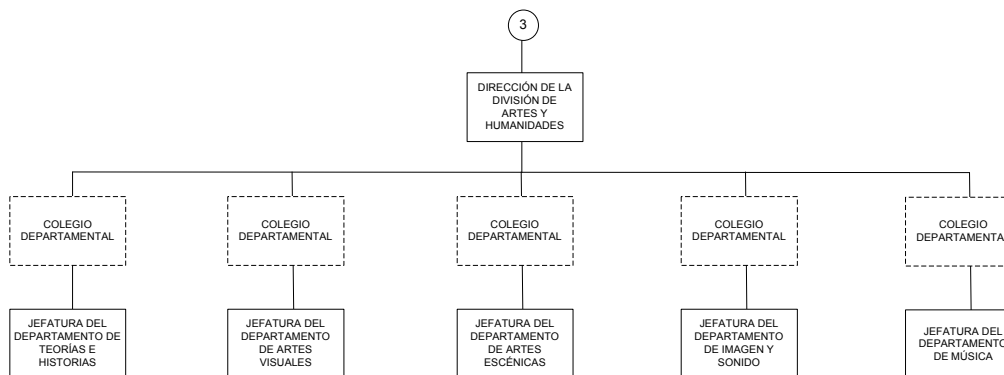 3
DIRECCIÓN DE LA
DIVISIÓN DE
ARTES Y
HUMANIDADES
COLEGIO
DEPARTAMENTAL
COLEGIO
DEPARTAMENTAL
COLEGIO
DEPARTAMENTAL
COLEGIO
DEPARTAMENTAL
COLEGIO
DEPARTAMENTA
JEFATURA DEL
DEPARTAMENTO DE
TEORÍAS E
HISTORIAS
JEFATURA DEL
DEPARTAMENTO
DE ARTES
VISUALES
JEFATURA DEL
DEPARTAMENTO
DE ARTES
ESCÉNICAS
JEFATURA DEL
DEPARTAMENTO
DE IMAGEN Y
SONIDO
JEFATURA DEL
DEPARTAMENTO
DE MÚSICA